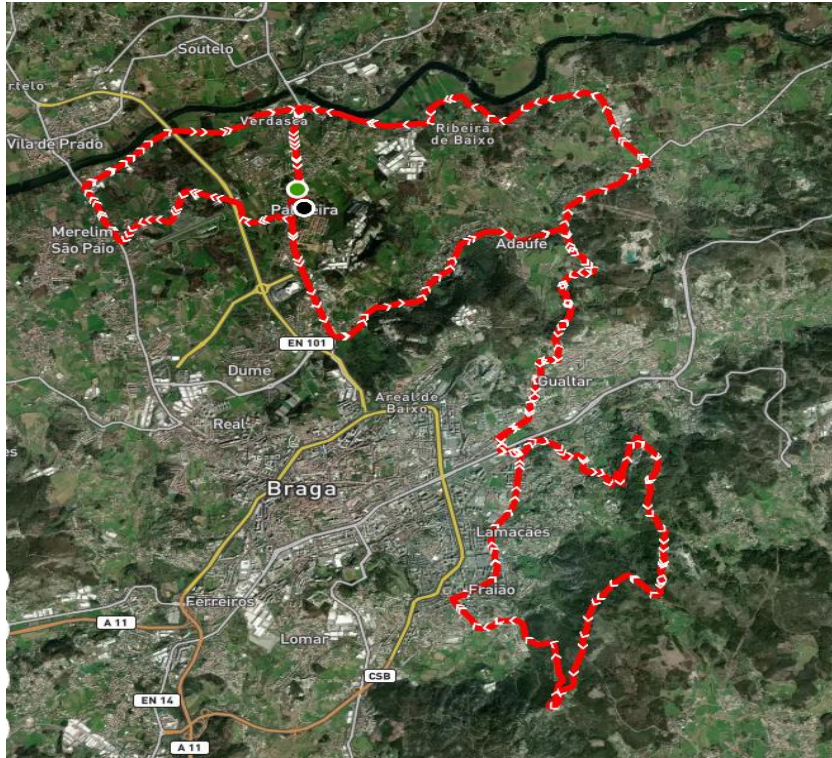 Soutelo
rtelo
Verdasca
Ribeira
de Baixo
Vila de Prado
Merelim
São Paio
Adaúfe
EN 101
Dume
Gualtar
Areal de
Baixo
Real
es
Braga
Lamaçães
Fraião
Ferreiros
A 11
Lomar
CSB
EN 14
A 11